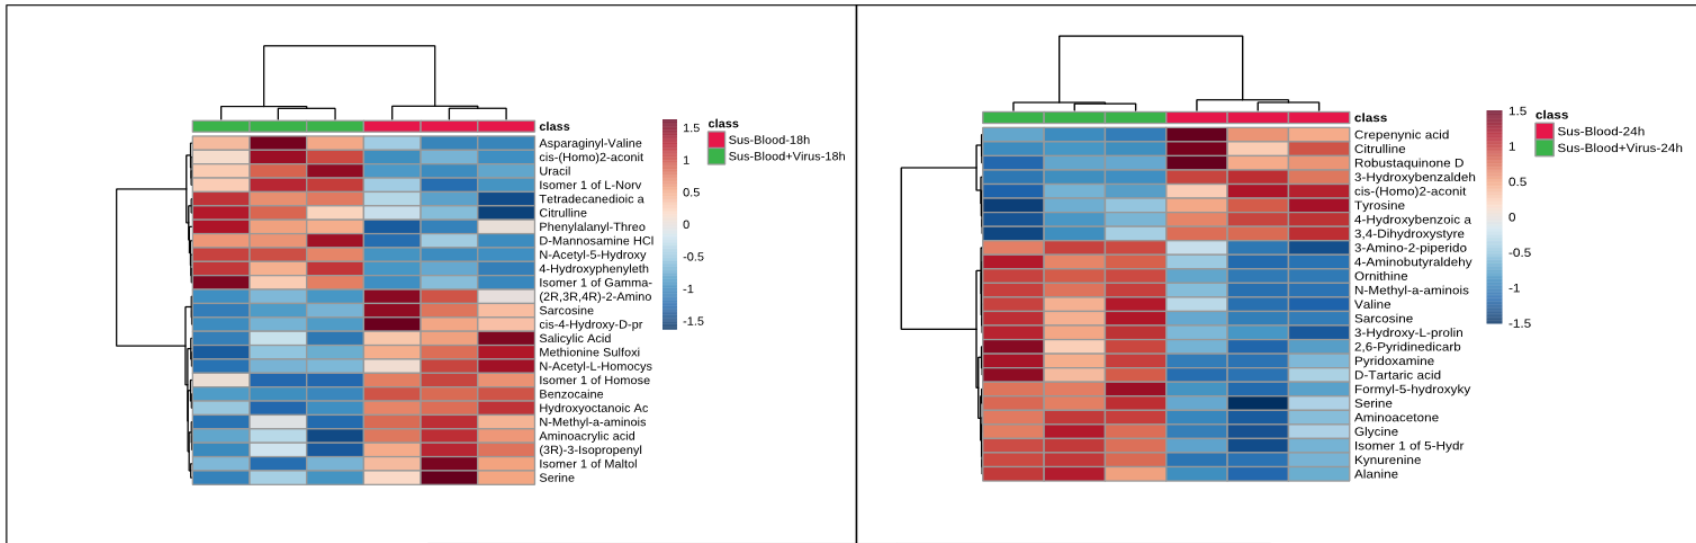 class
Asparaginyl-Valine
cis-(Homo)2-aconit
Uracil
Isomer 1 of L-Norv
Tetradecanedioic a
Citrulline
Phenylalanyl-Threo
D-Mannosamine HCl
N-Acetyl-5-Hydroxy
4-Hydroxyphenyleth
Isomer 1 of Gamma-
(2R,3R,4R)-2-Amino
Sarcosine
cis-4-Hydroxy-D-pr
Salicylic Acid
Methionine Sulfoxi
N-Acetyl-L-Homocys
Isomer 1 of Homose
Benzocaine
Hydroxyoctanoic Ac
N-Methyl-a-aminois
Aminoacrylic acid
(3R)-3-Isopropenyl
Isomer 1 of Maltol
Serine
1.5
1
0.5
0
-0.5
-1
-1.5
class
Sus-Blood-18h
Sus-Blood+Virus-18h
class
Crepenynic acid
Citrulline
Robustaquinone D
3-Hydroxybenzaldeh
cis-(Homo)2-aconit
Tyrosine
4-Hydroxybenzoic a
3,4-Dihydroxystyre
3-Amino-2-piperido
4-Aminobutyraldehy
Ornithine
N-Methyl-a-aminois
Valine
Sarcosine
3-Hydroxy-L-prolin
2,6-Pyridinedicarb
Pyridoxamine
D-Tartaric acid
Formyl-5-hydroxyky
Serine
Aminoacetone
Glycine
Isomer 1 of 5-Hydr
Kynurenine
Alanine
1.5
1
0.5
0
-0.5
-1
-1.5
class
Sus-Blood-24h
Sus-Blood+Virus-24h